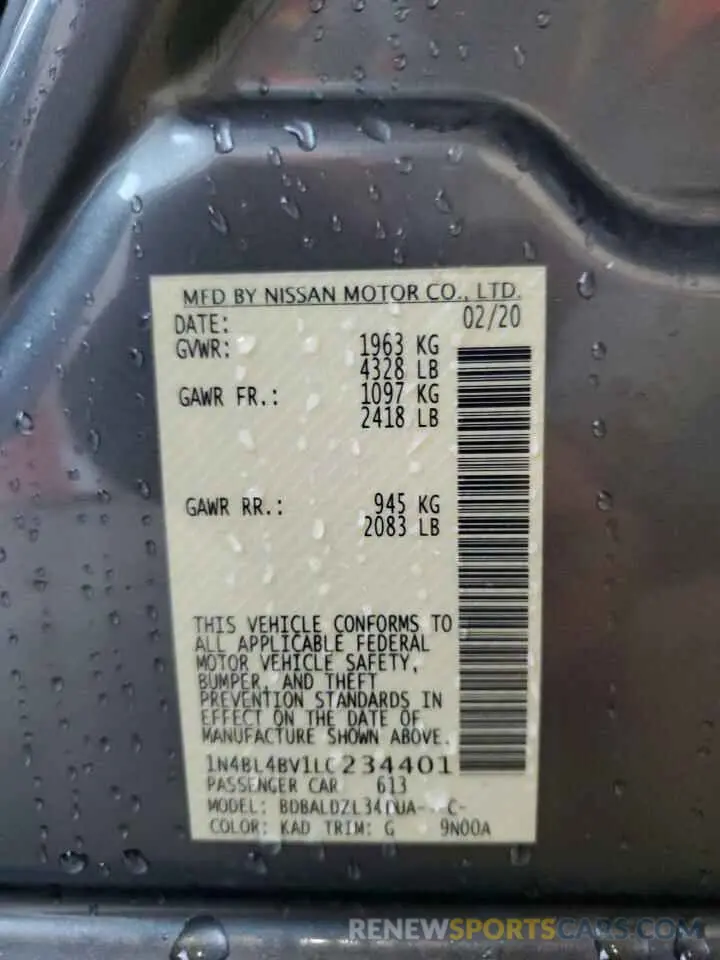 MFD BY NISSAN MOTOR CO., LTD.
DATE: 02/20
GVWR: 1963 KG
4328 LB
GAWR FR.: 1097 KG
2418 LB
GAWR RR.: 945 KG
2083 LB
THIS VEHICLE CONFORMS TO
ALL APPLICABLE FEDERAL
MOTOR VEHICLE SAFETY,
BUMPER, AND THEFT
PREVENTION STANDARDS IN
EFFECT ON THE DATE OF
MANUFACTURE SHOWN ABOVE.
1N4BL4BV1LC234401
PASSENGER CAR 613
MODEL:
COLOR: KAD TRIM: G 9N00A
RENEWSPORTSCARS.COM